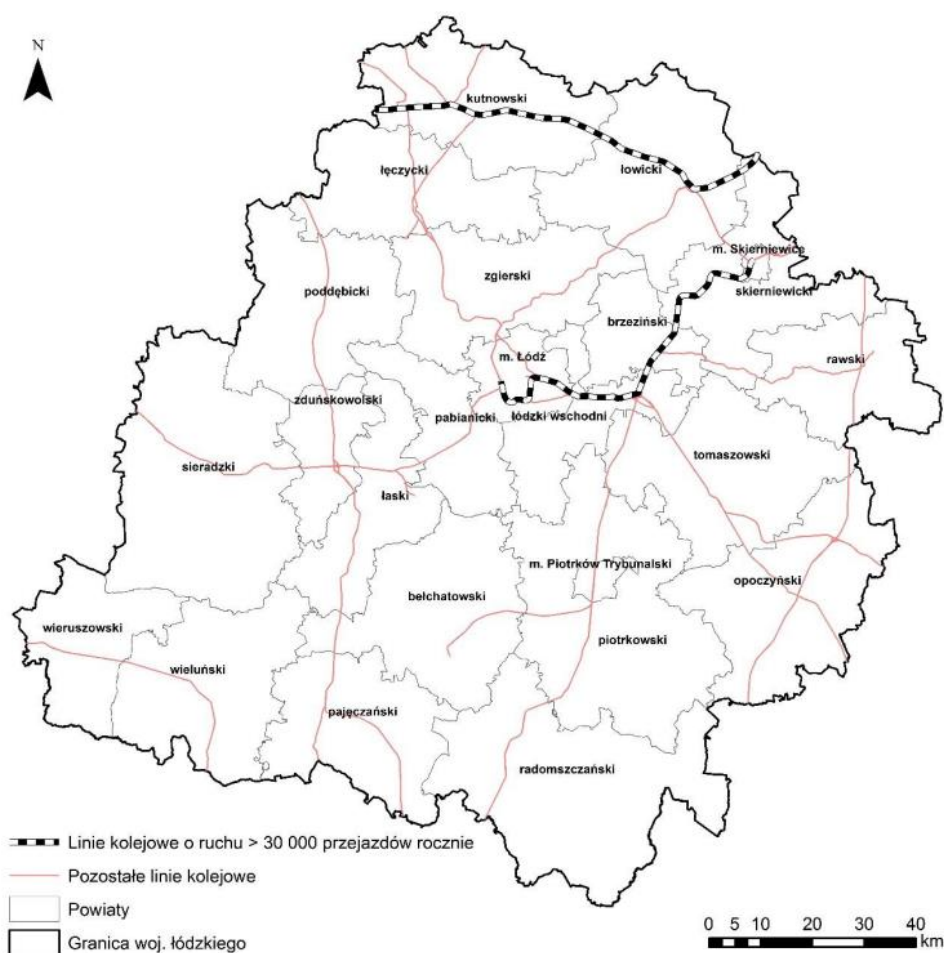 N
kutnowski
łęczycki
łowicki
m. Skierniewice
zgierski
skierniewicki
poddębicki
brzeziński
m. Łódź
rawski
zduńskowolski
pabianicki
łódzki wschodni
sieradzki
tomaszowski
łaski
m. Piotrków Trybunalski
opoczyński
bełchatowski
wieruszowski
piotrkowski
wieluński
pajęczański
radomszczański
Linie kolejowe o ruchu > 30 000 przejazdów rocznie
Pozostałe linie kolejowe
Powiaty
Granica woj. łódzkiego
0 5 10 20 30 40
km